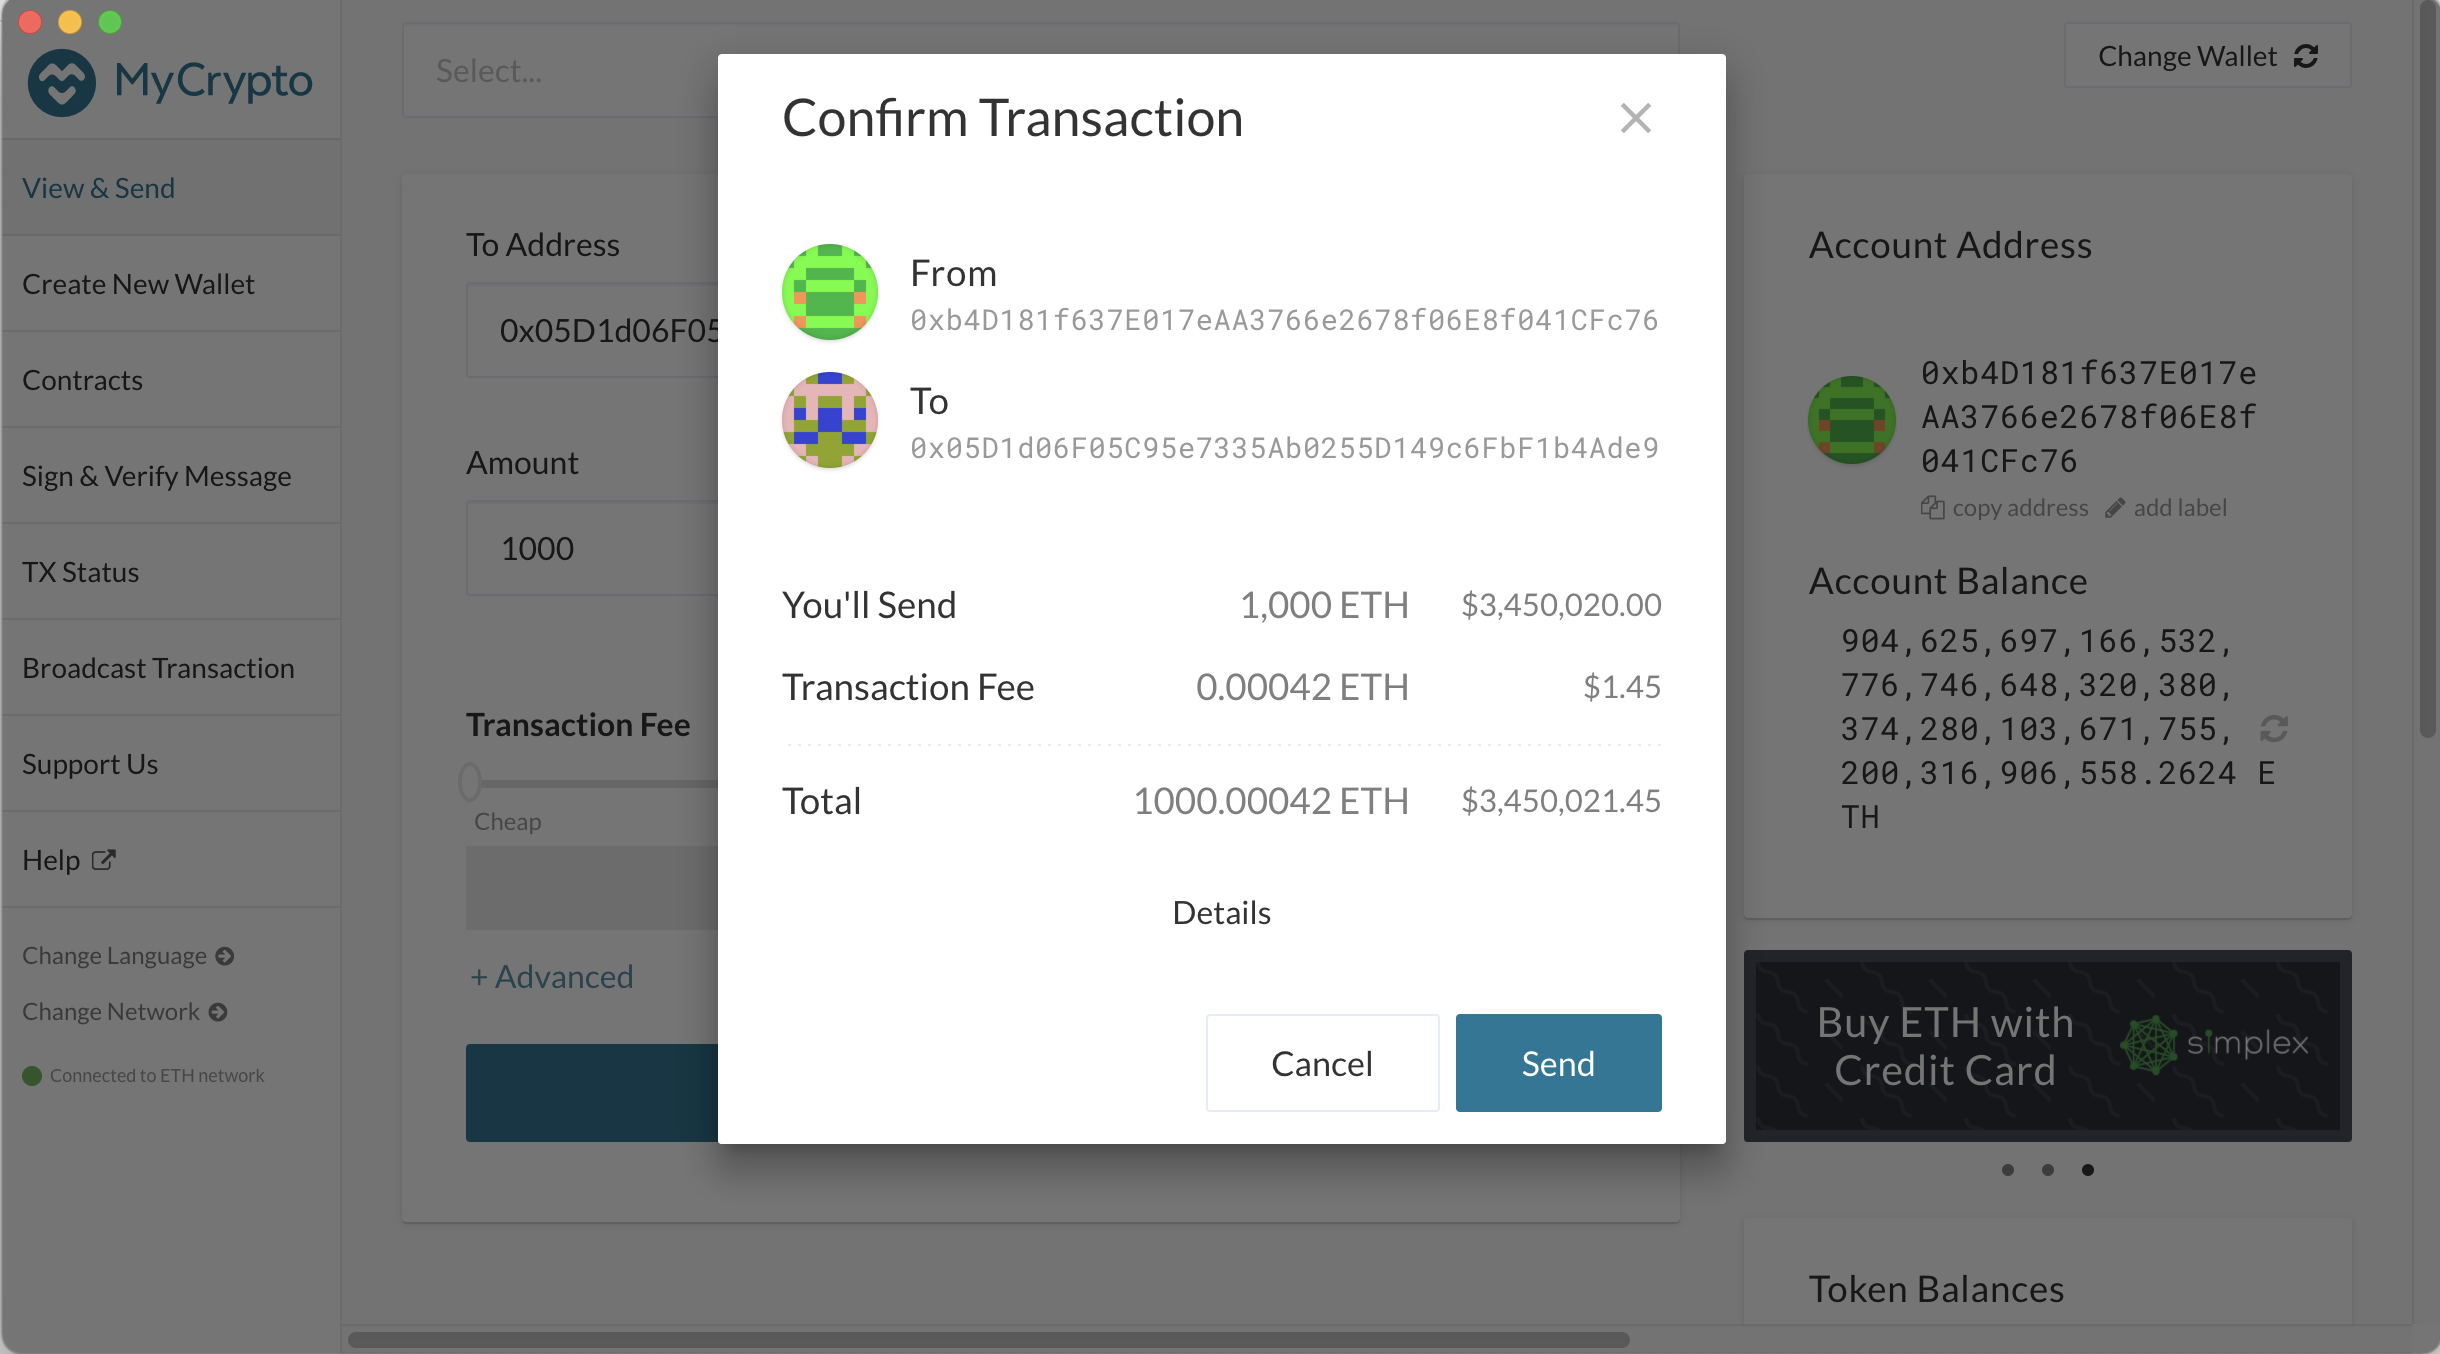 MyCrypto
View & Send
Create New Wallet
Contracts
Sign & Verify Message
TX Status
Broadcast Transaction
Support Us
Help
Change Language
Change Network
Connected to ETH network
Select...
Change Wallet
To Address
0x05D1d06F05
Amount
1000
Transaction Fee
Cheap
+ Advanced
Confirm Transaction
From
0xb4D181f637E017eAA3766e2678f06E8f041CFc76
To
0x05D1d06F05C95e7335Ab0255D149c6FbF1b4Ade9
You'll Send 1,000 ETH $3,450,020.00
Transaction Fee 0.00042 ETH $1.45
Total 1000.00042 ETH $3,450,021.45
Details
Cancel
Send
Account Address
0xb4D181f637E017e
AA3766e2678f06E8f
041CFc76
copy address add label
Account Balance
904,625,697,166,532,
776,746,648,320,380,
374,280,103,671,755,
200,316,906,558.2624 E
TH
Buy ETH with
Credit Card
simplex
Token Balances